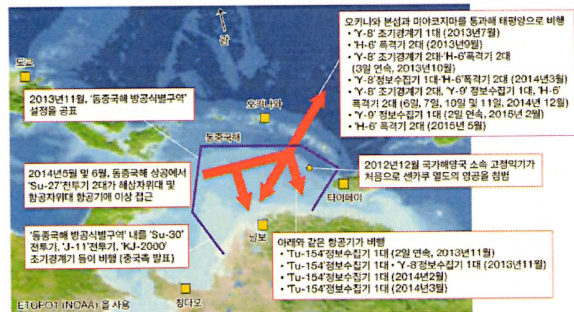 오키나와 본섬과 미야코지마를 통과해 태평양으로 비행
• 'Y-8' 조기경계기 1대 (2013년7월)
• 'H-6' 폭격기 2대 (2013년9월)
• 'Y-8' 조기경계기 2대·'H-6'폭격기 2대
(3일 연속, 2013년10월)
• 'Y-8'정보수집기 1대·'H-6'폭격기 2대 (2014년3월)
• 'Y-8' 조기경계기 2대, 'Y-9' 정보수집기 1대, 'H-6'
폭격기 2대 (6일, 7일, 10일 및 11일, 2014년 12월)
• 'Y-9' 정보수집기 1대 (2일 연속, 2015년 2월)
• 'H-6' 폭격기 2대 (2015년 5월)
도쿄
2013년11월, '동중국해 방공식별구역'
설정을 공표
오키나와
동중국해
2014년5월 및 6월, 동중국해 상공에서
'Su-27'전투기 2대가 해상자위대 및
항공자위대 항공기에 이상 접근
2012년12월 국가해양국 소속 고정익기가
처음으로 센카쿠 열도의 영공을 침범
타이페이
'동중국해 방공식별구역' 내를 'Su-30'
전투기, 'J-11'전투기, 'KJ-2000'
조기경계기 등이 비행 (중국측 발표)
닝보
아래와 같은 항공기가 비행
• 'Tu-154'정보수집기 1대 (2일 연속, 2013년11월)
• 'Tu-154'정보수집기 1대 • 'Y-8'정보수집기 1대 (2013년11월)
• 'Tu-154'정보수집기 1대 (2014년2월)
• 'Tu-154'정보수집기 1대 (2014년3월)
ETOPO1 (NOAA)을 사용
칭다오